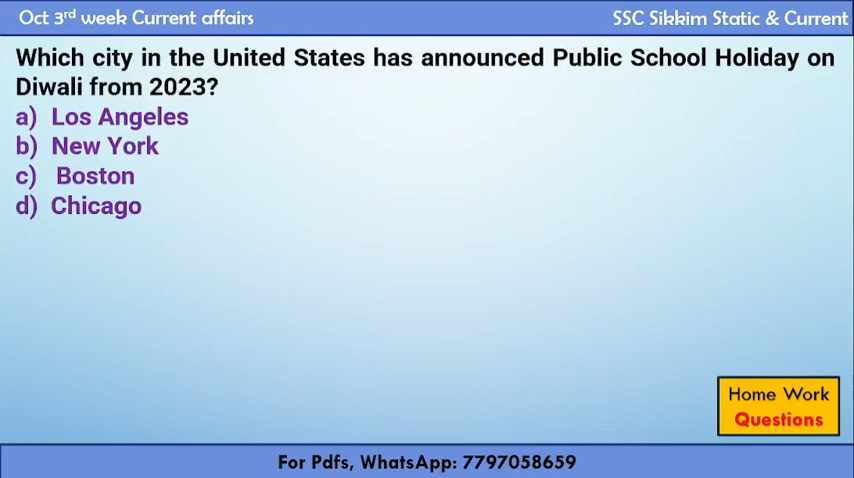 Oct 3rd week Current affairs
SSC Sikkim Static & Current
Which city in the United States has announced Public School Holiday on
Diwali from 2023?
a) Los Angeles
b) New York
c) Boston
d) Chicago
Home Work
Questions
For Pdfs, WhatsApp: 7797058659